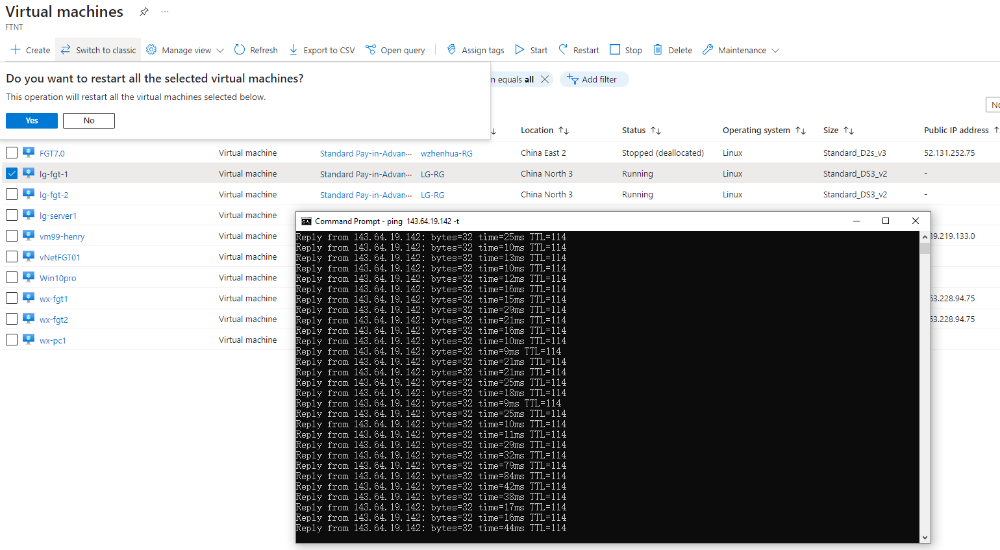 Virtual machines ...
FTNT
Create Switch to classic Manage view Refresh Export to CSV Open query Assign tags Start Restart Stop Delete Maintenance
Do you want to restart all the selected virtual machines?
This operation will restart all the virtual machines selected below.
Yes No
n equals all Add filter
No
Location Status Operating system Size Public IP address
FGT7.0 Virtual machine Standard Pay-in-Advan... wzhenhua-RG China East 2 Stopped (deallocated) Linux Standard_D2s_v3 52.131.252.75
lg-fgt-1 Virtual machine Standard Pay-in-Advan... LG-RG China North 3 Running Linux Standard_DS3_v2 -
lg-fgt-2 Virtual machine Standard Pay-in-Advan... LG-RG China North 3 Running Linux Standard_DS3_v2 -
lg-server1 Virtual machine
vm99-henry Virtual machine 39.219.133.0
vNetFGT01 Virtual machine
Win10pro Virtual machine
wx-fgt1 Virtual machine 53.228.94.75
wx-fgt2 Virtual machine 53.228.94.75
wx-pc1 Virtual machine
Command Prompt - ping 143.64.19.142 -t
Reply from 143.64.19.142: bytes=32 time=25ms TTL=114
Reply from 143.64.19.142: bytes=32 time=10ms TTL=114
Reply from 143.64.19.142: bytes=32 time=13ms TTL=114
Reply from 143.64.19.142: bytes=32 time=10ms TTL=114
Reply from 143.64.19.142: bytes=32 time=12ms TTL=114
Reply from 143.64.19.142: bytes=32 time=16ms TTL=114
Reply from 143.64.19.142: bytes=32 time=15ms TTL=114
Reply from 143.64.19.142: bytes=32 time=29ms TTL=114
Reply from 143.64.19.142: bytes=32 time=21ms TTL=114
Reply from 143.64.19.142: bytes=32 time=16ms TTL=114
Reply from 143.64.19.142: bytes=32 time=10ms TTL=114
Reply from 143.64.19.142: bytes=32 time=9ms TTL=114
Reply from 143.64.19.142: bytes=32 time=21ms TTL=114
Reply from 143.64.19.142: bytes=32 time=21ms TTL=114
Reply from 143.64.19.142: bytes=32 time=25ms TTL=114
Reply from 143.64.19.142: bytes=32 time=18ms TTL=114
Reply from 143.64.19.142: bytes=32 time=9ms TTL=114
Reply from 143.64.19.142: bytes=32 time=25ms TTL=114
Reply from 143.64.19.142: bytes=32 time=10ms TTL=114
Reply from 143.64.19.142: bytes=32 time=11ms TTL=114
Reply from 143.64.19.142: bytes=32 time=29ms TTL=114
Reply from 143.64.19.142: bytes=32 time=32ms TTL=114
Reply from 143.64.19.142: bytes=32 time=79ms TTL=114
Reply from 143.64.19.142: bytes=32 time=84ms TTL=114
Reply from 143.64.19.142: bytes=32 time=42ms TTL=114
Reply from 143.64.19.142: bytes=32 time=38ms TTL=114
Reply from 143.64.19.142: bytes=32 time=17ms TTL=114
Reply from 143.64.19.142: bytes=32 time=16ms TTL=114
Reply from 143.64.19.142: bytes=32 time=44ms TTL=114